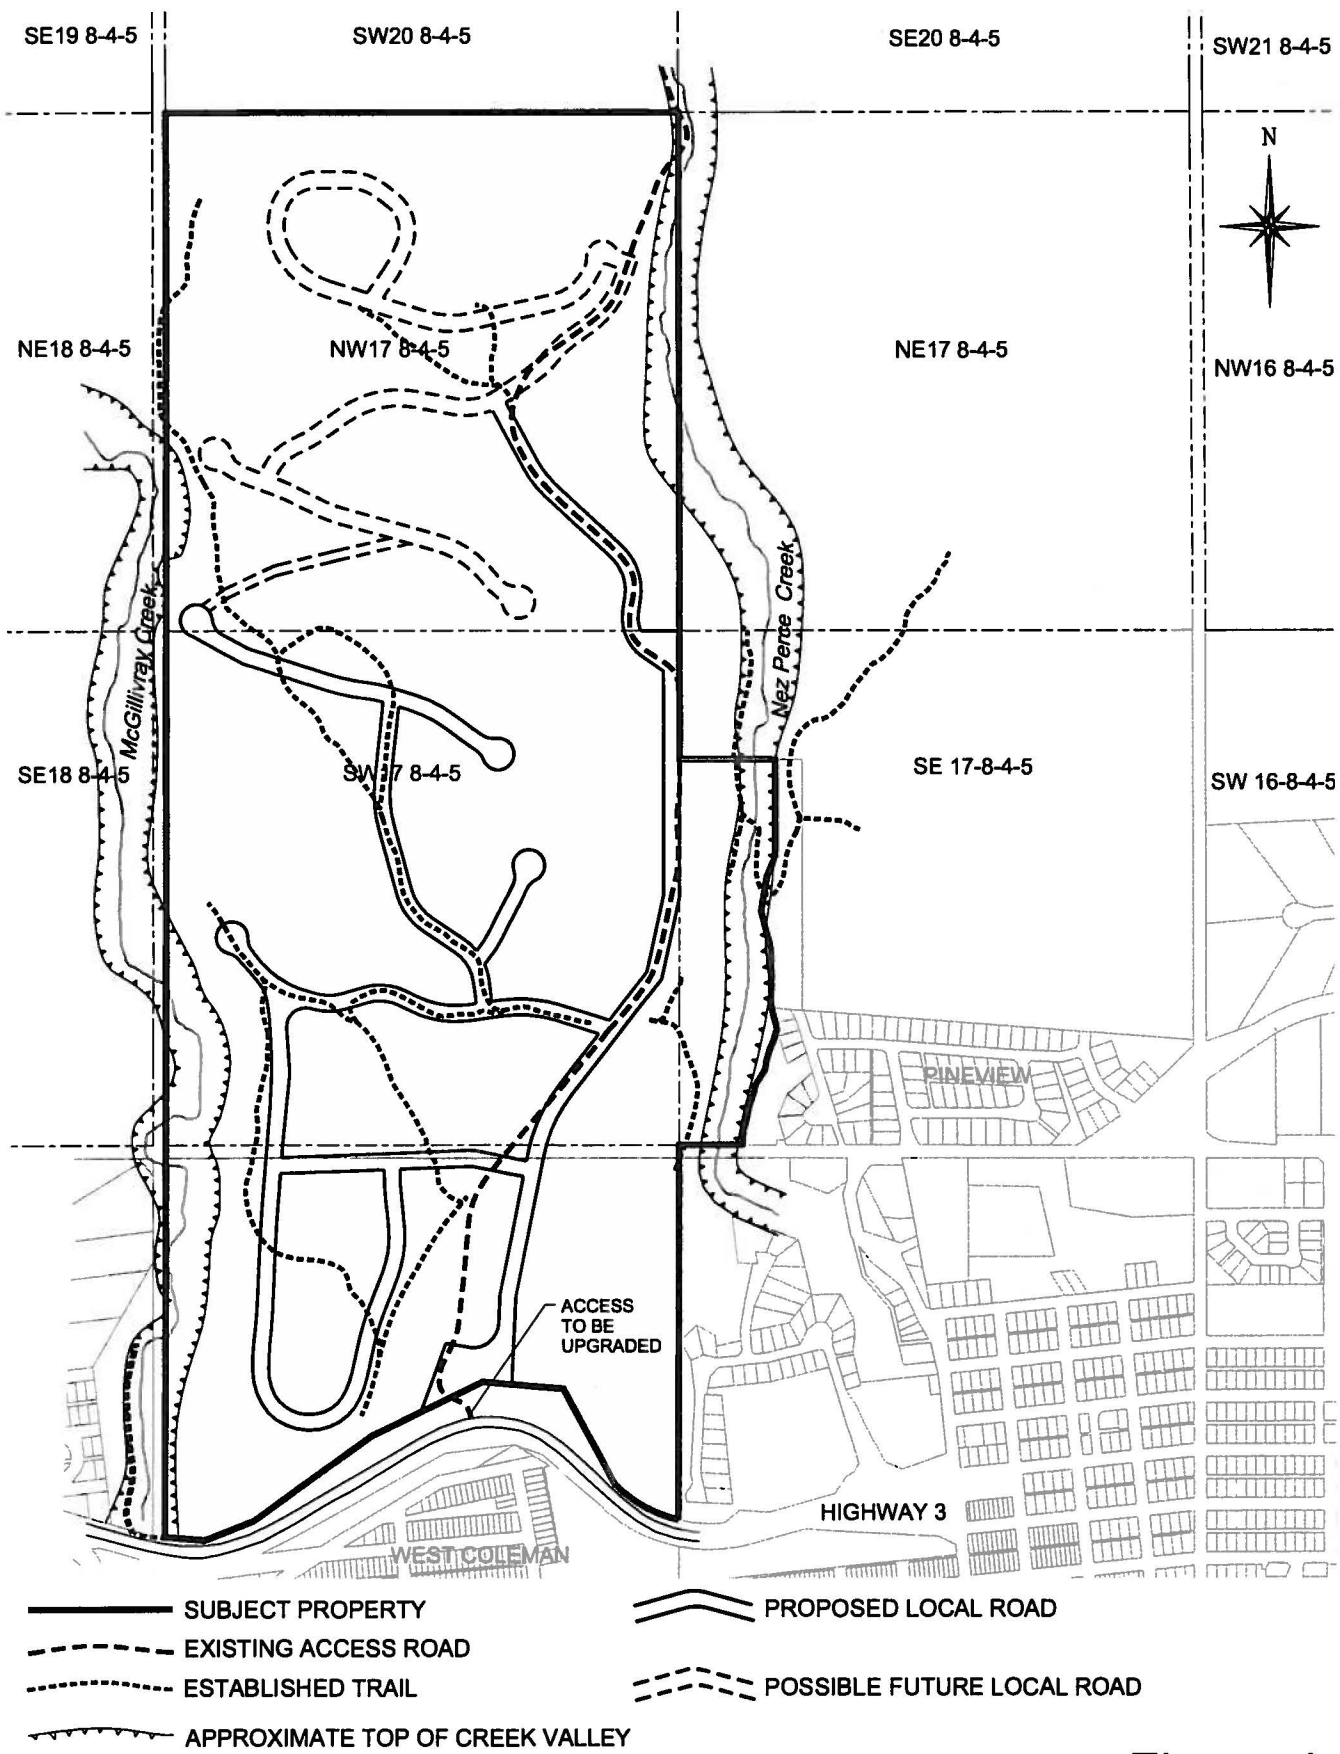 SE19 8-4-5
SW20 8-4-5
SE20 8-4-5
SW21 8-4-5
N
NE18 8-4-5
NW17 8-4-5
NE17 8-4-5
NW16 8-4-5
McGillivray Creek
Nez Perce Creek
SE18 8-4-5
SW17 8-4-5
SE 17-8-4-5
SW 16-8-4-5
PINEVIEW
ACCESS
TO BE
UPGRADED
HIGHWAY 3
WEST COLEMAN
SUBJECT PROPERTY
PROPOSED LOCAL ROAD
EXISTING ACCESS ROAD
ESTABLISHED TRAIL
POSSIBLE FUTURE LOCAL ROAD
APPROXIMATE TOP OF CREEK VALLEY